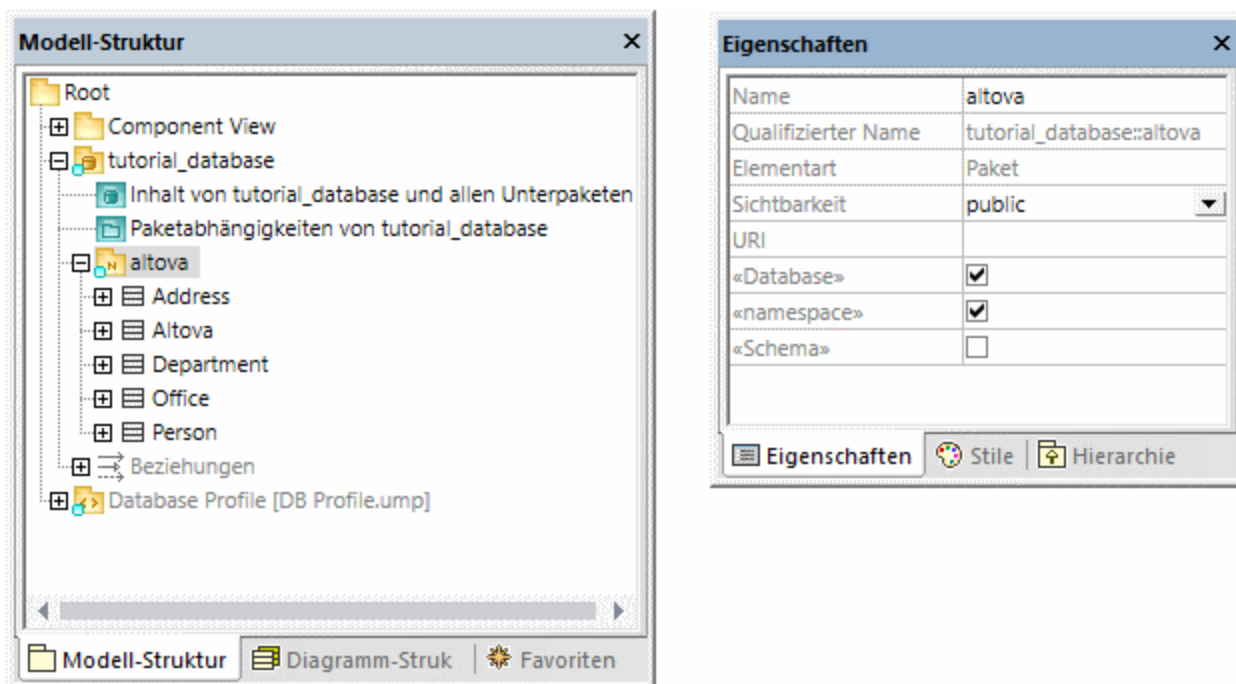 Modell-Struktur
Root
Component View
tutorial_database
Inhalt von tutorial_database und allen Unterpaketen
Paketabhängigkeiten von tutorial_database
altova
Address
Altova
Department
Office
Person
Beziehungen
Database Profile [DB Profile.ump]
Modell-Struktur Diagramm-Struk Favoriten
Eigenschaften
Name altova
Qualifizierter Name tutorial_database::altova
Elementart Paket
Sichtbarkeit public
URI
«Database»
«namespace»
«Schema»
Eigenschaften Stile Hierarchie